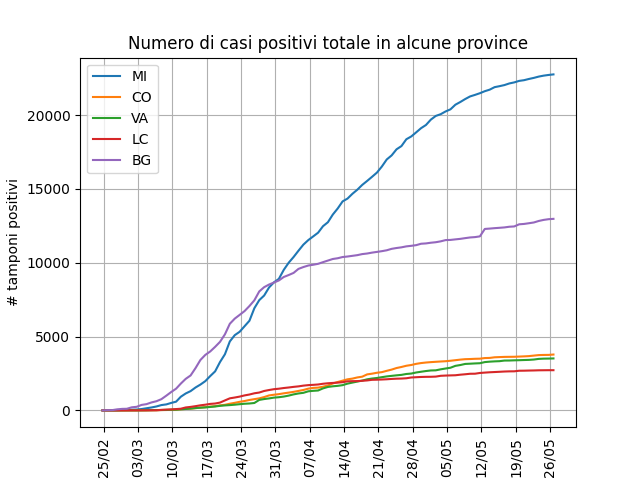 Numero di casi positivi totale in alcune province
MI
CO
VA
LC
BG
# tamponi positivi
20000
15000
10000
5000
0
25/02
03/03
10/03
17/03
24/03
31/03
07/04
14/04
21/04
28/04
05/05
12/05
19/05
26/05